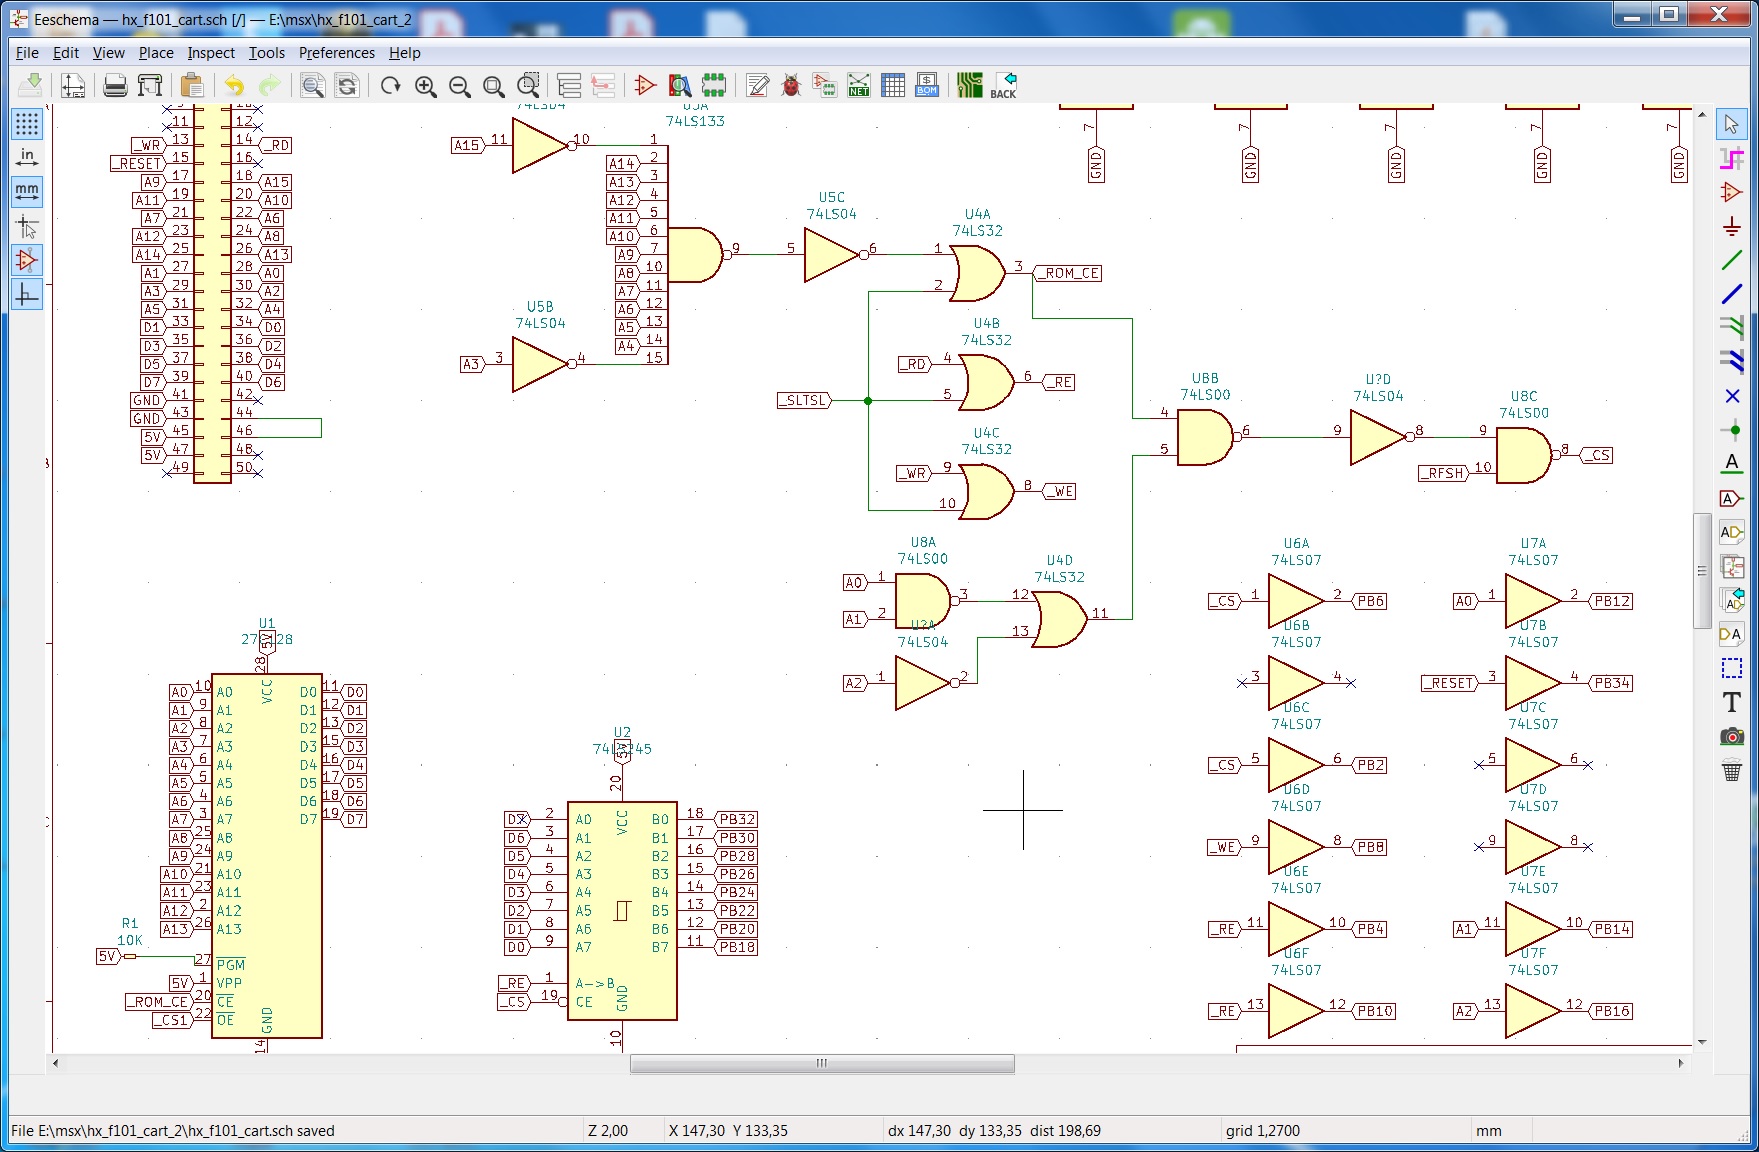 Eeschema — hx_f101_cart.sch [/] — E:\msx\hx_f101_cart_2
File Edit View Place Inspect Tools Preferences Help
NET $ BOM BACK
in
mm
11 12
_WR 13 14 _RD
_RESET 15 16
A9 17 18 A15
A11 19 20 A10
A7 21 22 A6
A12 23 24 A8
A14 25 26 A13
A1 27 28 A0
A3 29 30 A2
A5 31 32 A4
D1 33 34 D0
D3 35 36 D2
D5 37 38 D4
D7 39 40 D6
GND 41 42
GND 43 44
5V 45 46
5V 47 48
49 50
74LS133
A15 11 10 1
A14 2
A13 3
A12 4
A11 5
A10 6
A9 7
A8 10
A7 11
A6 12
A5 13
A4 14
15
9
U5B
74LS04
A3 3 4
U5C
74LS04
5 6
U4A
74LS32
1 2 3 _ROM_CE
U4B
74LS32
_RD 4 5 6 _RE
_SLTSL
U4C
74LS32
_WR 9 10 8 _WE
U8A
74LS00
A0 1
A1 2
3
U?A
74LS04
A2 1 2
U4D
74LS32
12 13 11
U8B
74LS00
4 5 6
U?D
74LS04
9 8
U8C
74LS00
9
_RFSH 10
8 _CS
7 7 7 7 7
GND GND GND GND GND
U6A
74LS07
_CS 1 2 PB6
U6B
74LS07
3 4
U6C
74LS07
_CS 5 6 PB2
U6D
74LS07
_WE 9 8 PB8
U6E
74LS07
_RE 11 10 PB4
U6F
74LS07
_RE 13 12 PB10
U7A
74LS07
A0 1 2 PB12
U7B
74LS07
_RESET 3 4 PB34
U7C
74LS07
5 6
U7D
74LS07
9 8
U7E
74LS07
A1 11 10 PB14
U7F
74LS07
A2 13 12 PB16
U1
5V
28
VCC
A0 10 A0 D0 11 D0
A1 9 A1 D1 12 D1
A2 8 A2 D2 13 D2
A3 7 A3 D3 15 D3
A4 6 A4 D4 16 D4
A5 5 A5 D5 17 D5
A6 4 A6 D6 18 D6
A7 3 A7 D7 19 D7
A8 25 A8
A9 24 A9
A10 21 A10
A11 23 A11
A12 2 A12
A13 26 A13
R1
10K
5V 27 PGM
5V 1 VPP
_ROM_CE 20 CE
_CS1 22 OE
GND
14
U2
5V
20
VCC
D7 2 A0 B0 18 PB32
D6 3 A1 B1 17 PB30
D5 4 A2 B2 16 PB28
D4 5 A3 B3 15 PB26
D3 6 A4 B4 14 PB24
D2 7 A5 B5 13 PB22
D1 8 A6 B6 12 PB20
D0 9 A7 B7 11 PB18
_RE 1 A->B
_CS 19 CE
GND
10
File E:\msx\hx_f101_cart_2\hx_f101_cart.sch saved Z 2,00 X 147,30 Y 133,35 dx 147,30 dy 133,35 dist 198,69 grid 1,2700 mm